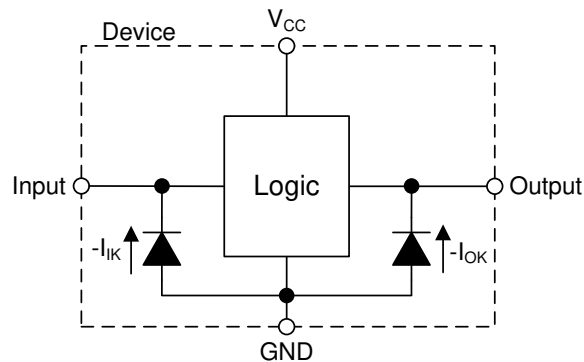 V_CC
Device
Input
Logic
Output
-I_IK
-I_OK
GND